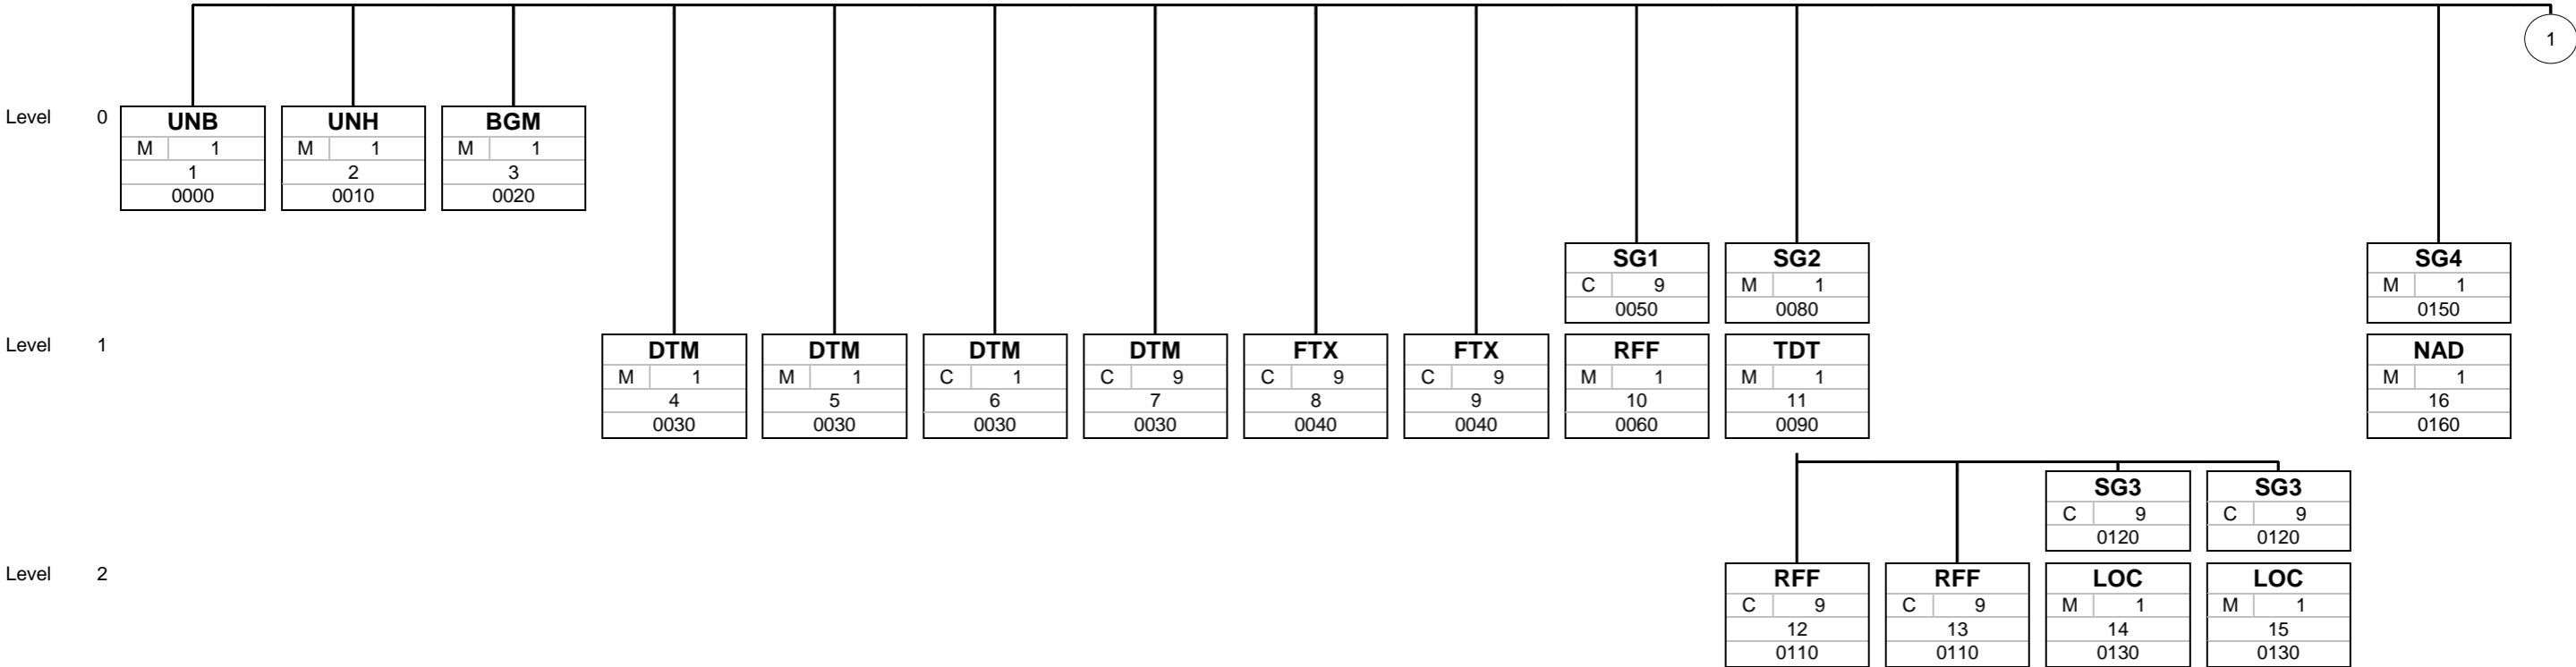 1
Level 0
UNB UNH BGM
M 1 M 1 M 1
1 2 3
0000 0010 0020
SG1 SG2 SG4
C 9 M 1 M 1
0050 0080 0150
Level 1
DTM DTM DTM DTM FTX FTX RFF TDT NAD
M 1 M 1 C 1 C 9 C 9 C 9 M 1 M 1 M 1
4 5 6 7 8 9 10 11 16
0030 0030 0030 0030 0040 0040 0060 0090 0160
SG3 SG3
C 9 C 9
0120 0120
Level 2
RFF RFF LOC LOC
C 9 C 9 M 1 M 1
12 13 14 15
0110 0110 0130 0130